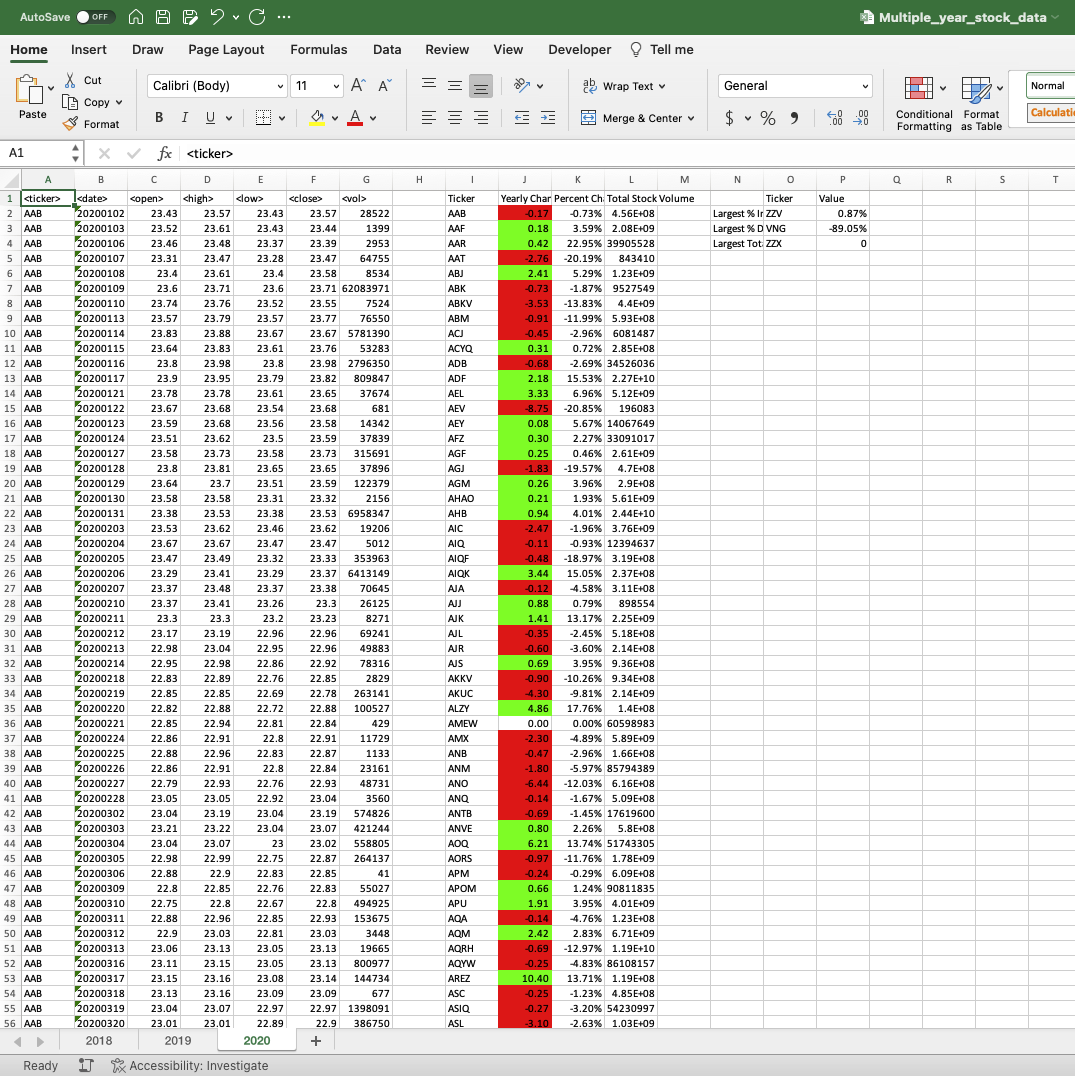 AutoSave OFF Multiple_year_stock_data
Home Insert Draw Page Layout Formulas Data Review View Developer Tell me
Paste Cut Copy Format Calibri (Body) 11 A^ A˅ Wrap Text General Conditional Formatting Format as Table Normal
B I U A Merge & Center $ % Calculatio
A1 fx <ticker>
A B C D E F G H I J K L M N O P Q R S T
1 <ticker> <date> <open> <high> <low> <close> <vol> Ticker Yearly Char Percent Cha Total Stock Volume Ticker Value
2 AAB 20200102 23.43 23.57 23.43 23.57 28522 AAB -0.17 -0.73% 4.56E+08 Largest % Ir ZZV 0.87%
3 AAB 20200103 23.52 23.61 23.43 23.44 1399 AAF 0.18 3.59% 2.08E+09 Largest % D VNG -89.05%
4 AAB 20200106 23.46 23.48 23.37 23.39 2953 AAR 0.42 22.95% 39905528 Largest Tota ZZX 0
5 AAB 20200107 23.31 23.47 23.28 23.47 64755 AAT -2.76 -20.19% 843410
6 AAB 20200108 23.4 23.61 23.4 23.58 8534 ABJ 2.41 5.29% 1.23E+09
7 AAB 20200109 23.6 23.71 23.6 23.71 62083971 ABK -0.73 -1.87% 9527549
8 AAB 20200110 23.74 23.76 23.52 23.55 7524 ABKV -3.53 -13.83% 4.4E+09
9 AAB 20200113 23.57 23.79 23.57 23.77 76550 ABM -0.91 -11.99% 5.93E+08
10 AAB 20200114 23.83 23.88 23.67 23.67 5781390 ACJ -0.45 -2.96% 6081487
11 AAB 20200115 23.64 23.83 23.61 23.76 53283 ACYQ 0.31 0.72% 2.85E+08
12 AAB 20200116 23.8 23.98 23.8 23.98 2796350 ADB -0.68 -2.69% 34526036
13 AAB 20200117 23.9 23.95 23.79 23.82 809847 ADF 2.18 15.53% 2.27E+10
14 AAB 20200121 23.78 23.78 23.61 23.65 37674 AEL 3.33 6.96% 5.12E+09
15 AAB 20200122 23.67 23.68 23.54 23.68 681 AEV -8.75 -20.85% 196083
16 AAB 20200123 23.59 23.68 23.56 23.58 14342 AEY 0.08 5.67% 14067649
17 AAB 20200124 23.51 23.62 23.5 23.59 37839 AFZ 0.30 2.27% 33091017
18 AAB 20200127 23.58 23.73 23.58 23.73 315691 AGF 0.25 0.46% 2.61E+09
19 AAB 20200128 23.8 23.81 23.65 23.65 37896 AGJ -1.83 -19.57% 4.7E+08
20 AAB 20200129 23.64 23.7 23.51 23.59 122379 AGM 0.26 3.96% 2.9E+08
21 AAB 20200130 23.58 23.58 23.31 23.32 2156 AHAO 0.21 1.93% 5.61E+09
22 AAB 20200131 23.38 23.53 23.38 23.53 6958347 AHB 0.94 4.01% 2.44E+10
23 AAB 20200203 23.53 23.62 23.46 23.62 19206 AIC -2.47 -1.96% 3.76E+09
24 AAB 20200204 23.67 23.67 23.47 23.47 5012 AIQ -0.11 -0.93% 12394637
25 AAB 20200205 23.47 23.49 23.32 23.33 353963 AIQF -0.48 -18.97% 3.19E+08
26 AAB 20200206 23.29 23.41 23.29 23.37 6413149 AIQK 3.44 15.05% 2.37E+08
27 AAB 20200207 23.37 23.48 23.37 23.38 70645 AJA -0.12 -4.58% 3.11E+08
28 AAB 20200210 23.37 23.41 23.26 23.3 26125 AJJ 0.88 0.79% 898554
29 AAB 20200211 23.3 23.3 23.2 23.23 8271 AJK 1.41 13.17% 2.25E+09
30 AAB 20200212 23.17 23.19 22.96 22.96 69241 AJL -0.35 -2.45% 5.18E+08
31 AAB 20200213 22.98 23.04 22.95 22.96 49883 AJR -0.60 -3.60% 2.14E+08
32 AAB 20200214 22.95 22.98 22.86 22.92 78316 AJS 0.69 3.95% 9.36E+08
33 AAB 20200218 22.83 22.89 22.76 22.85 2829 AKKV -0.90 -10.26% 9.34E+08
34 AAB 20200219 22.85 22.85 22.69 22.78 263141 AKUC -4.30 -9.81% 2.14E+09
35 AAB 20200220 22.82 22.88 22.72 22.88 100527 ALZY 4.86 17.76% 1.4E+08
36 AAB 20200221 22.85 22.94 22.81 22.84 429 AMEW 0.00 0.00% 60598983
37 AAB 20200224 22.86 22.91 22.8 22.91 11729 AMX -2.30 -4.89% 5.89E+09
38 AAB 20200225 22.88 22.96 22.83 22.87 1133 ANB -0.47 -2.96% 1.66E+08
39 AAB 20200226 22.86 22.91 22.8 22.84 23161 ANM -1.80 -5.97% 85794389
40 AAB 20200227 22.79 22.93 22.76 22.93 48731 ANO -6.44 -12.03% 6.16E+08
41 AAB 20200228 23.05 23.05 22.92 23.04 3560 ANQ -0.14 -1.67% 5.09E+08
42 AAB 20200302 23.04 23.19 23.04 23.19 574826 ANTB -0.69 -1.45% 17619600
43 AAB 20200303 23.21 23.22 23.04 23.07 421244 ANVE 0.80 2.26% 5.8E+08
44 AAB 20200304 23.04 23.07 23 23.02 558805 AOQ 6.21 13.74% 51743305
45 AAB 20200305 22.98 22.99 22.75 22.87 264137 AORS -0.97 -11.76% 1.78E+09
46 AAB 20200306 22.88 22.9 22.83 22.85 41 APM -0.24 -0.29% 6.09E+08
47 AAB 20200309 22.8 22.85 22.76 22.83 55027 APOM 0.66 1.24% 90811835
48 AAB 20200310 22.75 22.8 22.67 22.8 494925 APU 1.91 3.95% 4.01E+09
49 AAB 20200311 22.88 22.96 22.85 22.93 153675 AQA -0.14 -4.76% 1.23E+08
50 AAB 20200312 22.9 23.03 22.81 23.03 3448 AQM 2.42 2.83% 6.71E+09
51 AAB 20200313 23.06 23.13 23.05 23.13 19665 AQRH -0.69 -12.97% 1.19E+10
52 AAB 20200316 23.11 23.15 23.05 23.13 800977 AQYW -0.25 -4.83% 86108157
53 AAB 20200317 23.15 23.16 23.08 23.14 144734 AREZ 10.40 13.71% 1.19E+08
54 AAB 20200318 23.13 23.16 23.09 23.09 677 ASC -0.25 -1.23% 4.85E+08
55 AAB 20200319 23.04 23.07 22.97 22.97 1398091 ASIQ -0.27 -3.20% 54230997
56 AAB 20200320 23.01 23.01 22.89 22.9 386750 ASL -3.10 -2.63% 1.03E+09
2018 2019 2020 +
Ready Accessibility: Investigate